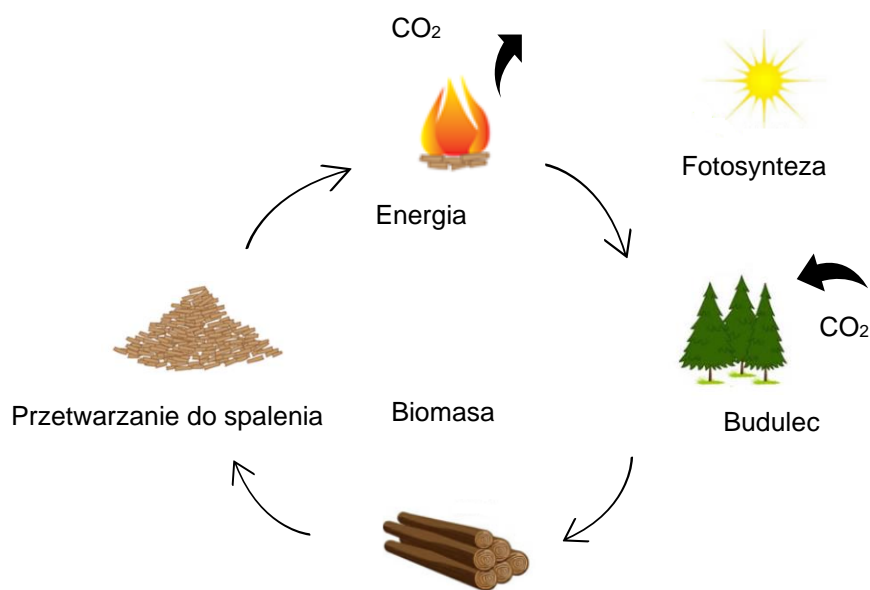 CO₂
Fotosynteza
Energia
CO₂
Przetwarzanie do spalenia
Biomasa
Budulec